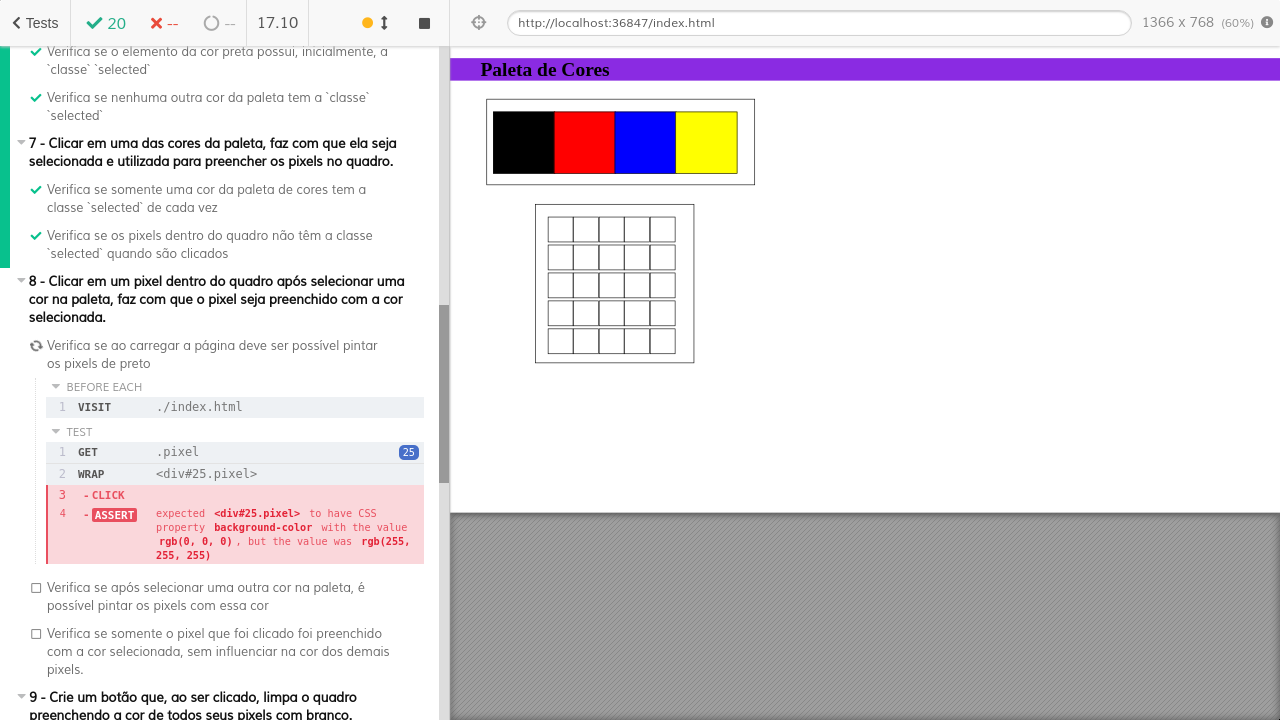 Tests
20
--
--
17.10
http://localhost:36847/index.html
1366 x 768 (60%)
Verifica se o elemento da cor preta possui, inicialmente, a
`classe` `selected`
Verifica se nenhuma outra cor da paleta tem a `classe`
`selected`
7 - Clicar em uma das cores da paleta, faz com que ela seja
selecionada e utilizada para preencher os pixels no quadro.
Verifica se somente uma cor da paleta de cores tem a
classe `selected` de cada vez
Verifica se os pixels dentro do quadro não têm a classe
`selected` quando são clicados
8 - Clicar em um pixel dentro do quadro após selecionar uma
cor na paleta, faz com que o pixel seja preenchido com a cor
selecionada.
Verifica se ao carregar a página deve ser possível pintar
os pixels de preto
BEFORE EACH
1 VISIT ./index.html
TEST
1 GET .pixel 25
2 WRAP <div#25.pixel>
3 -CLICK
4 -ASSERT expected <div#25.pixel> to have CSS
property background-color with the value
rgb(0, 0, 0), but the value was rgb(255,
255, 255)
Verifica se após selecionar uma outra cor na paleta, é
possível pintar os pixels com essa cor
Verifica se somente o pixel que foi clicado foi preenchido
com a cor selecionada, sem influenciar na cor dos demais
pixels.
9 - Crie um botão que, ao ser clicado, limpa o quadro
preenchendo a cor de todos seus pixels com branco.
Paleta de Cores